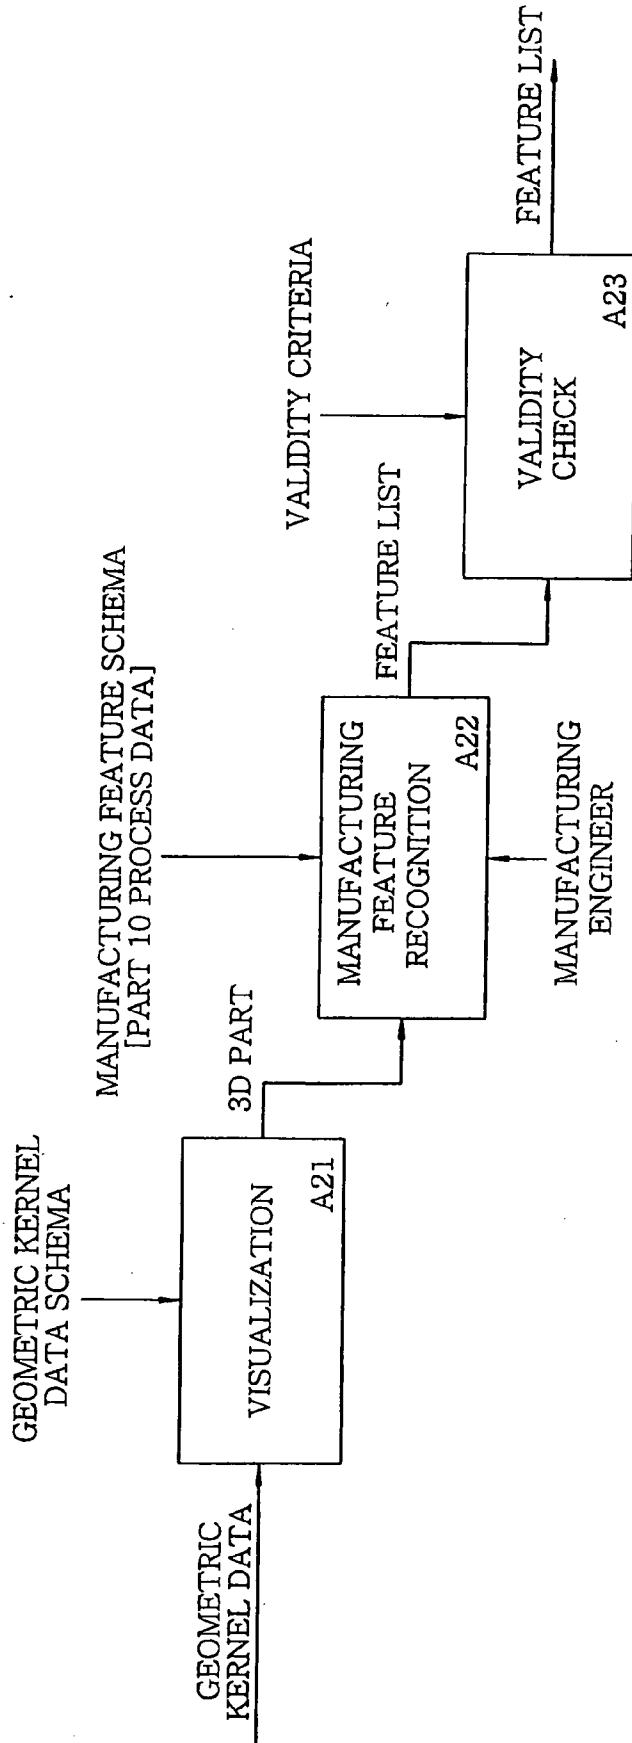 GEOMETRIC
KERNEL DATA
GEOMETRIC KERNEL
DATA SCHEMA
VISUALIZATION
A21
3D PART
MANUFACTURING FEATURE SCHEMA
[PART 10 PROCESS DATA]
MANUFACTURING
FEATURE
RECOGNITION
A22
MANUFACTURING
ENGINEER
FEATURE LIST
VALIDITY CRITERIA
VALIDITY
CHECK
A23
FEATURE LIST